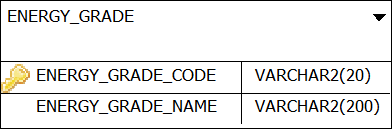 ENERGY_GRADE
ENERGY_GRADE_CODE VARCHAR2(20)
ENERGY_GRADE_NAME VARCHAR2(200)